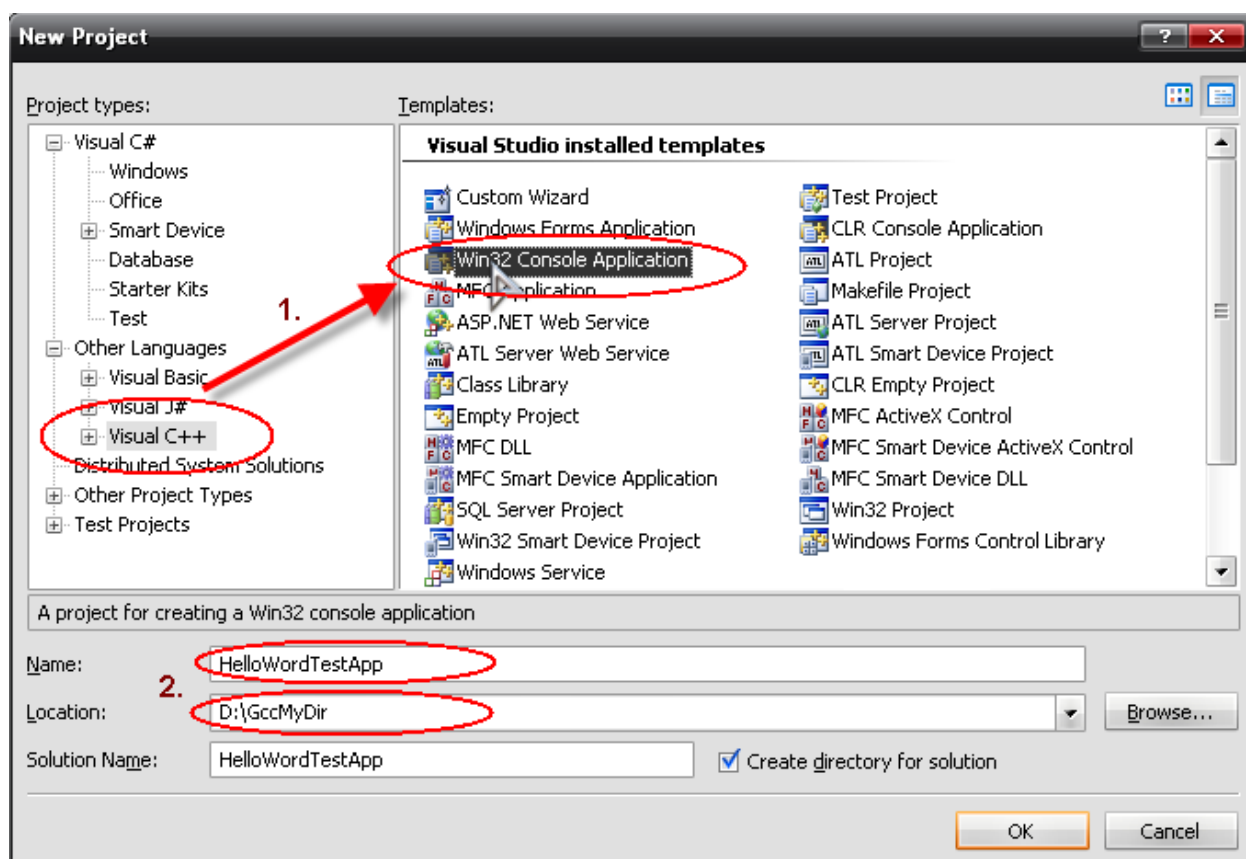 New Project
Project types:
Templates:
Visual C#
Windows
Office
Smart Device
Database
Starter Kits
Test
Other Languages
Visual Basic
Visual J#
Visual C++
Distributed System Solutions
Other Project Types
Test Projects
1.
Visual Studio installed templates
Custom Wizard
Windows Forms Application
Win32 Console Application
MFC Application
ASP.NET Web Service
ATL Server Web Service
Class Library
Empty Project
MFC DLL
MFC Smart Device Application
SQL Server Project
Win32 Smart Device Project
Windows Service
Test Project
CLR Console Application
ATL Project
Makefile Project
ATL Server Project
ATL Smart Device Project
CLR Empty Project
MFC ActiveX Control
MFC Smart Device ActiveX Control
MFC Smart Device DLL
Win32 Project
Windows Forms Control Library
A project for creating a Win32 console application
Name: HelloWordTestApp
2.
Location: D:\GccMyDir Browse...
Solution Name: HelloWordTestApp Create directory for solution
OK Cancel